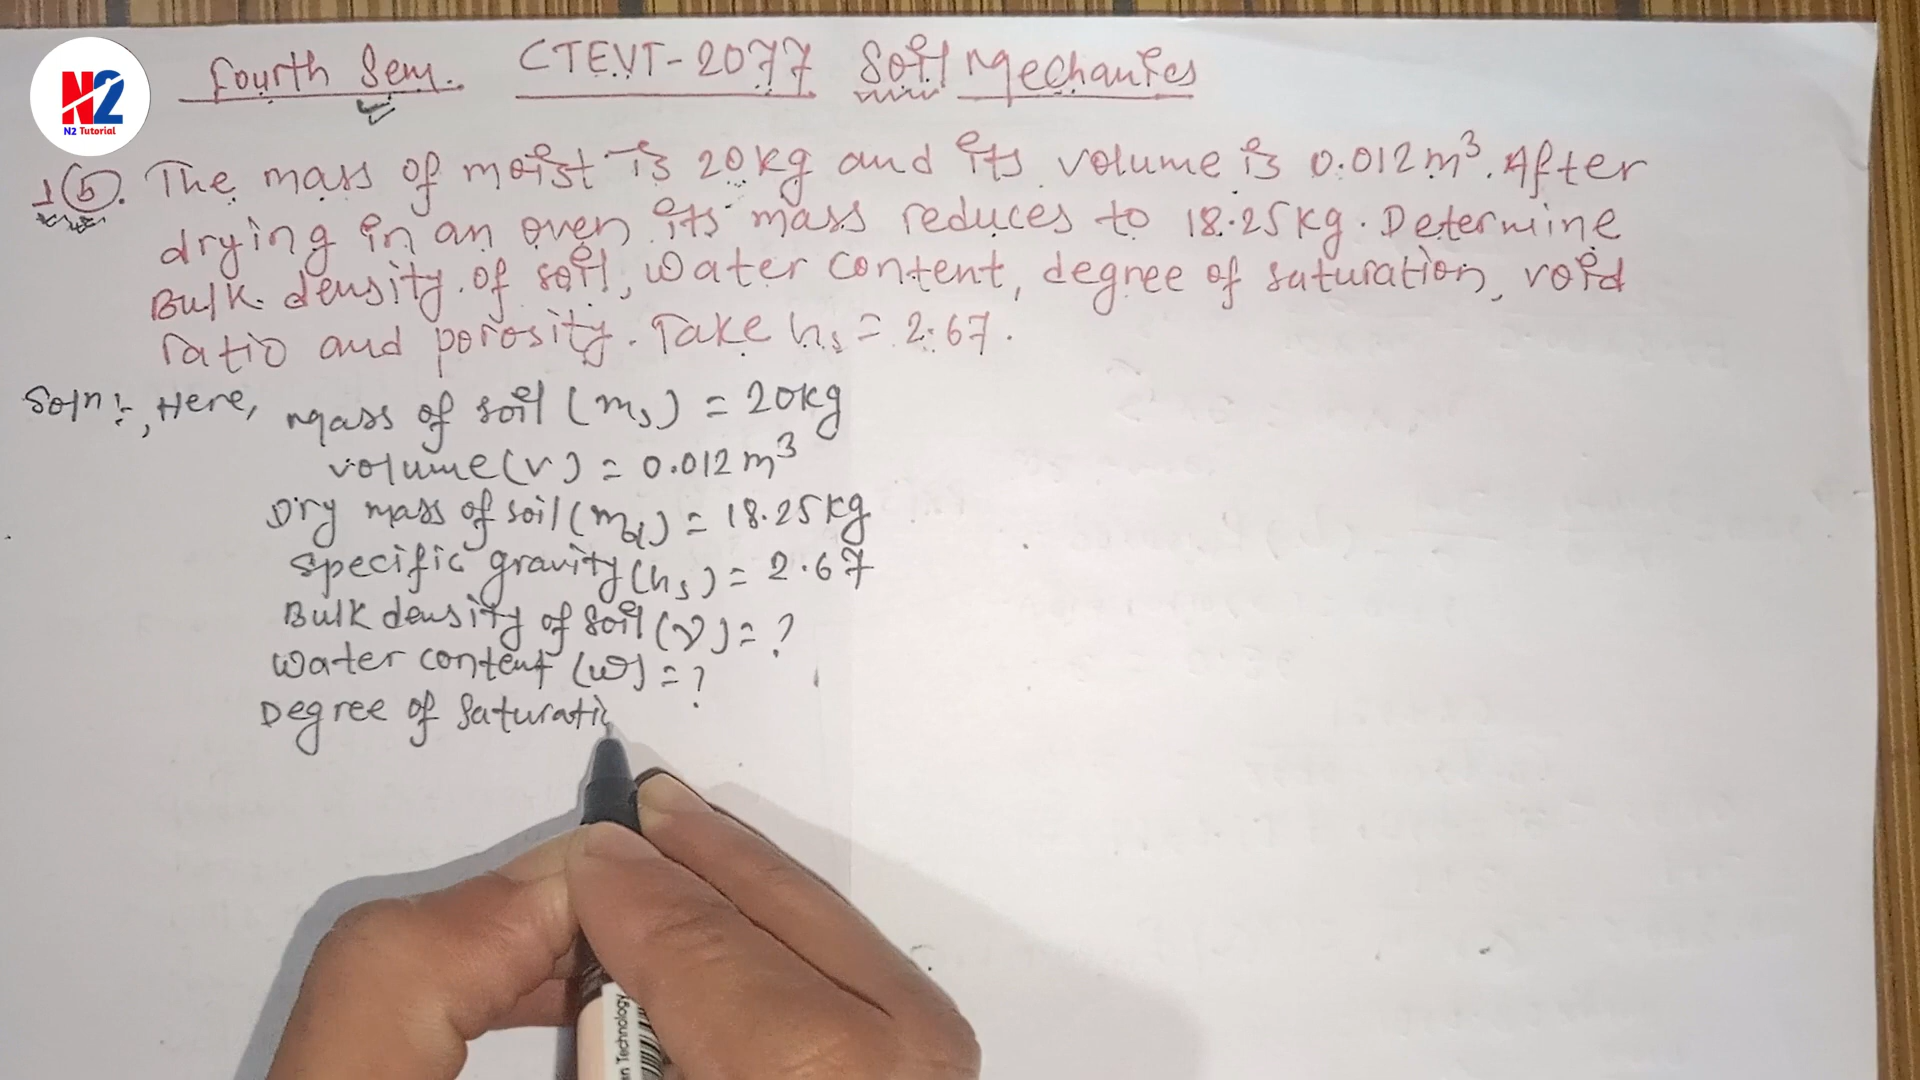 N2
N2 Tutorial
Fourth Sem. CTEVT-2077 Soil Mechanics
1(b). The mass of moist is 20kg and its volume is 0.012m³. After
drying in an oven its mass reduces to 18.25kg. Determine
Bulk density of soil, water content, degree of saturation, void
ratio and porosity. Take Gs = 2.67.
Soln:-, Here, mass of soil (ms) = 20kg
volume(v) = 0.012m³
Dry mass of soil(md) = 18.25kg
specific gravity(Gs) = 2.67
Bulk density of soil(γ) = ?
water content (w) = ?
Degree of saturati
en Technology